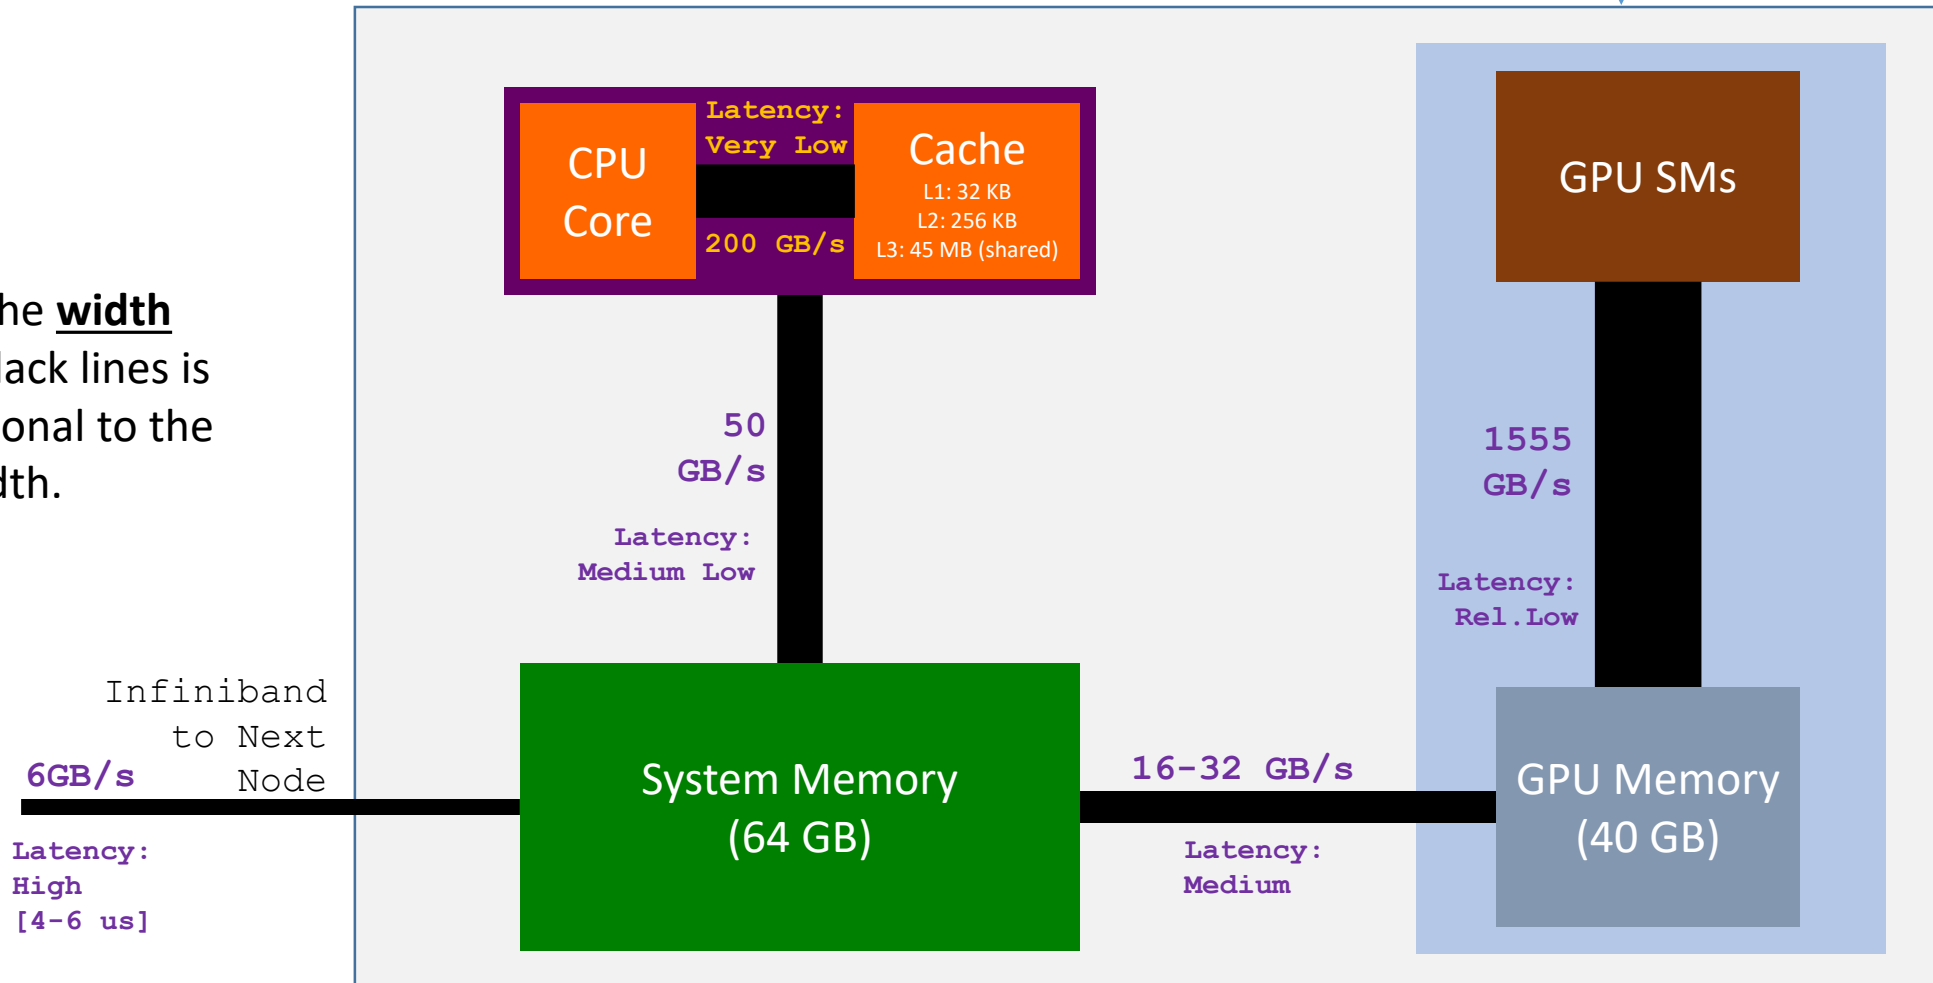 Latency:
Very Low
CPU
Core
200 GB/s
Cache
L1: 32 KB
L2: 256 KB
L3: 45 MB (shared)
GPU SMs
he width
lack lines is
onal to the
dth.
50
GB/s
Latency:
Medium Low
1555
GB/s
Latency:
Rel.Low
Infiniband
to Next
Node
6GB/s
Latency:
High
[4-6 us]
System Memory
(64 GB)
16-32 GB/s
Latency:
Medium
GPU Memory
(40 GB)